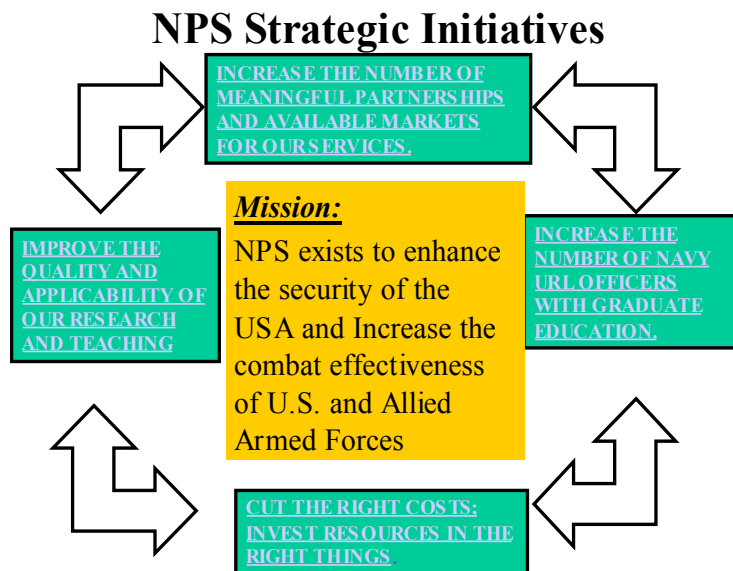 NPS Strategic Initiatives
INCREASE THE NUMBER OF
MEANINGFUL PARTNERSHIPS
AND AVAILABLE MARKETS
FOR OUR SERVICES.
IMPROVE THE
QUALITY AND
APPLICABILITY OF
OUR RESEARCH
AND TEACHING
Mission:
NPS exists to enhance
the security of the
USA and Increase the
combat effectiveness
of U.S. and Allied
Armed Forces
INCREASE THE
NUMBER OF NAVY
URL OFFICERS
WITH GRADUATE
EDUCATION.
CUT THE RIGHT COSTS;
INVEST RESOURCES IN THE
RIGHT THINGS.